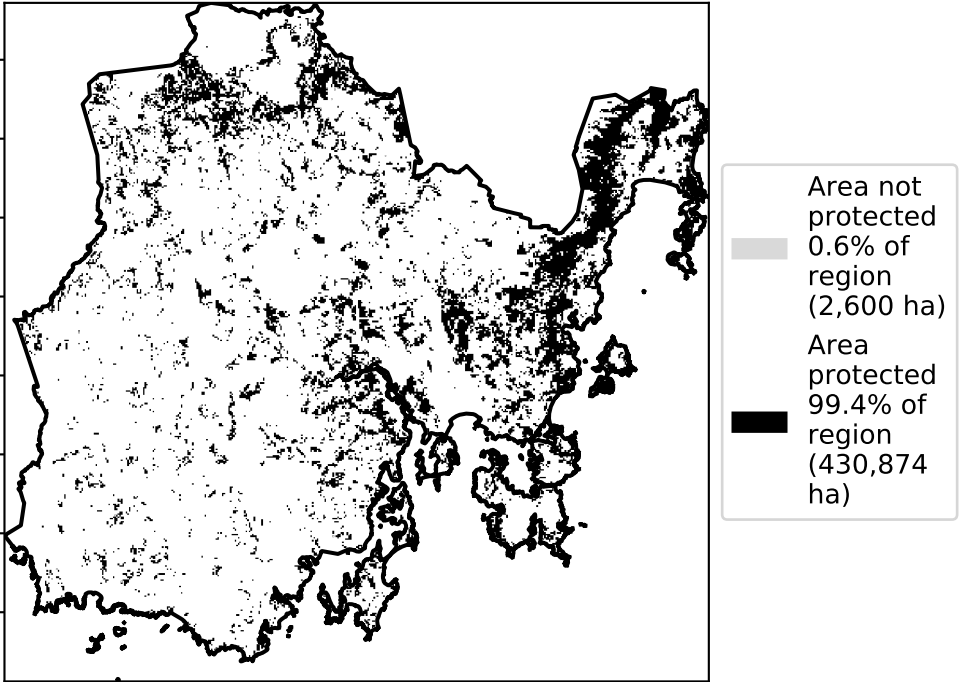 Area not
protected
0.6% of
region
(2,600 ha)
Area
protected
99.4% of
region
(430,874
ha)